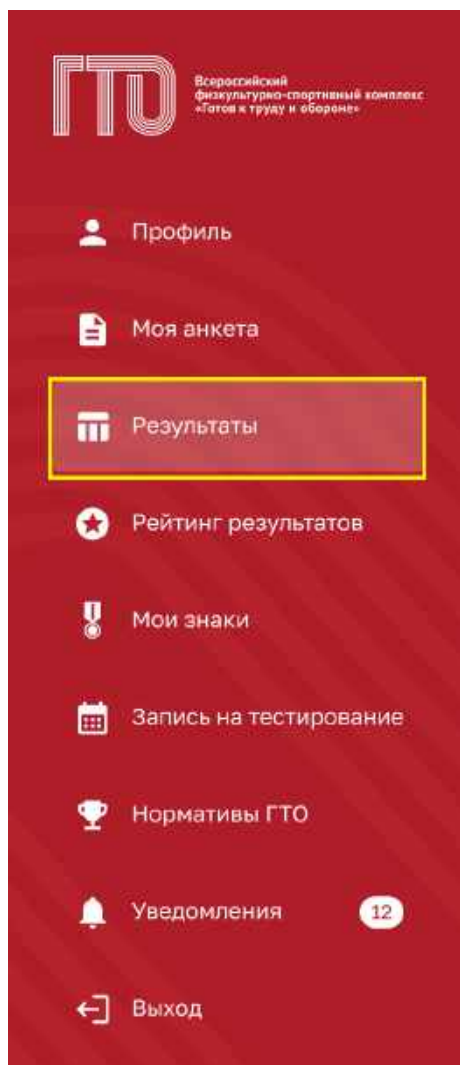 ГТО
Всероссийский
физкультурно-спортивный комплекс
«Готов к труду и обороне»
Профиль
Моя анкета
Результаты
Рейтинг результатов
Мои знаки
Запись на тестирование
Нормативы ГТО
Уведомления 12
Выход